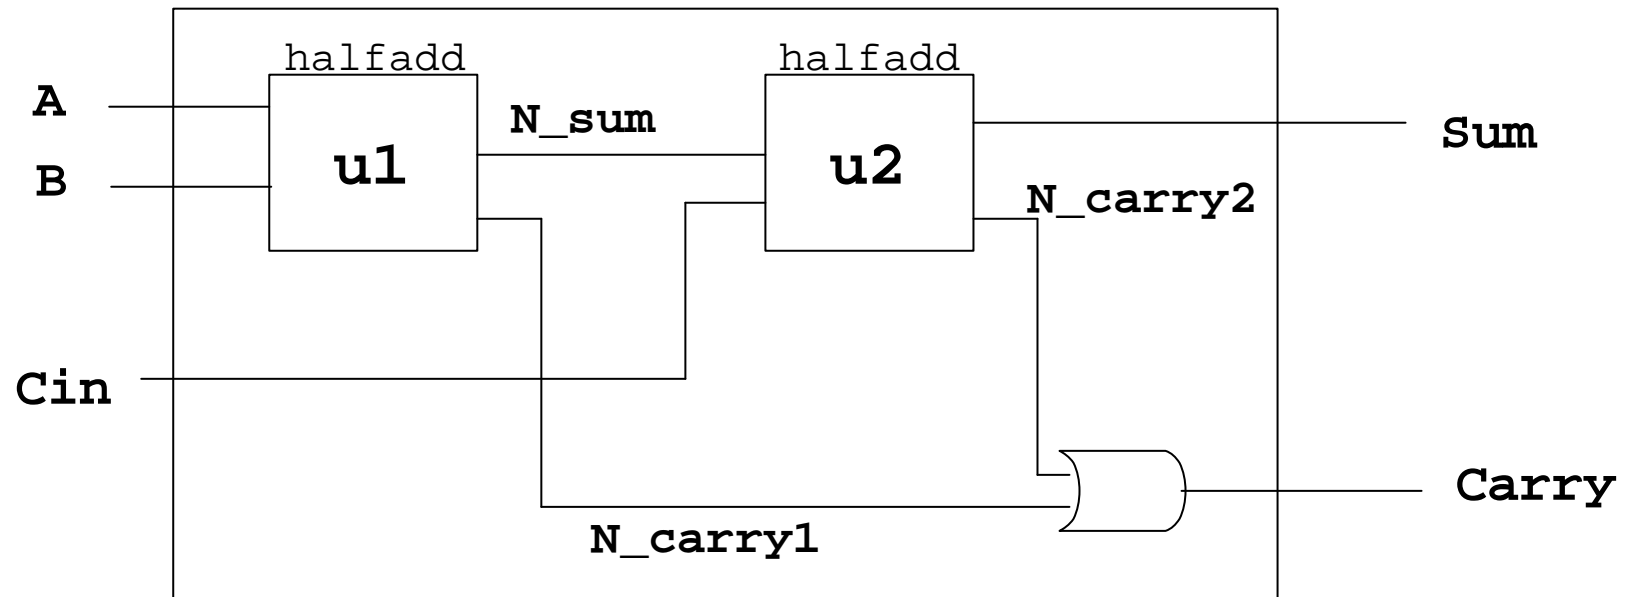 halfadd
halfadd
A
N_sum
Sum
u1
u2
B
N_carry2
Cin
Carry
N_carry1